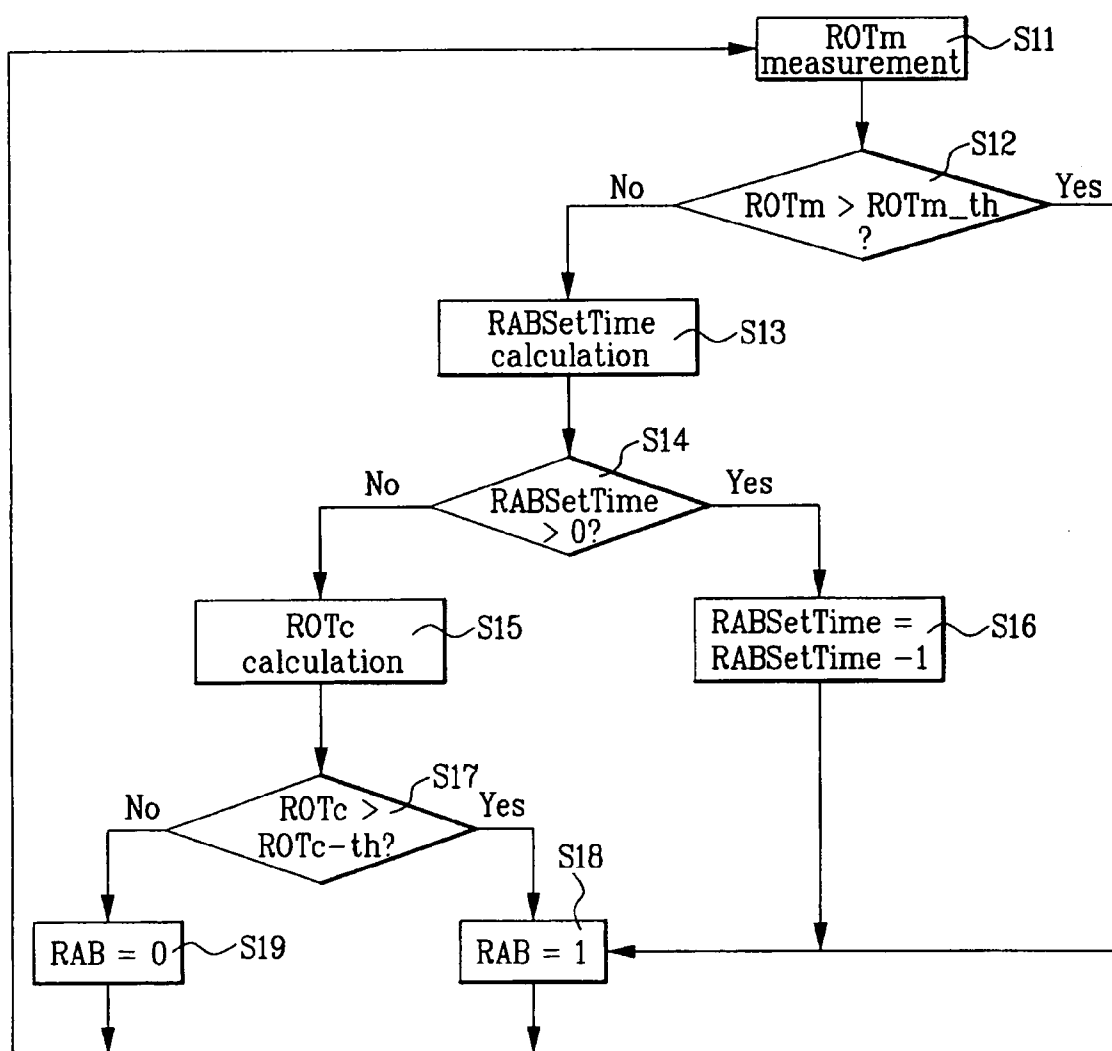 ROTm
measurement
S11
S12
No
Yes
ROTm > ROTm_th
?
RABSetTime
calculation
S13
S14
No
Yes
RABSetTime
> 0?
ROTc
calculation
S15
RABSetTime =
RABSetTime -1
S16
S17
No
Yes
ROTc >
ROTc-th?
S18
RAB = 0
S19
RAB = 1